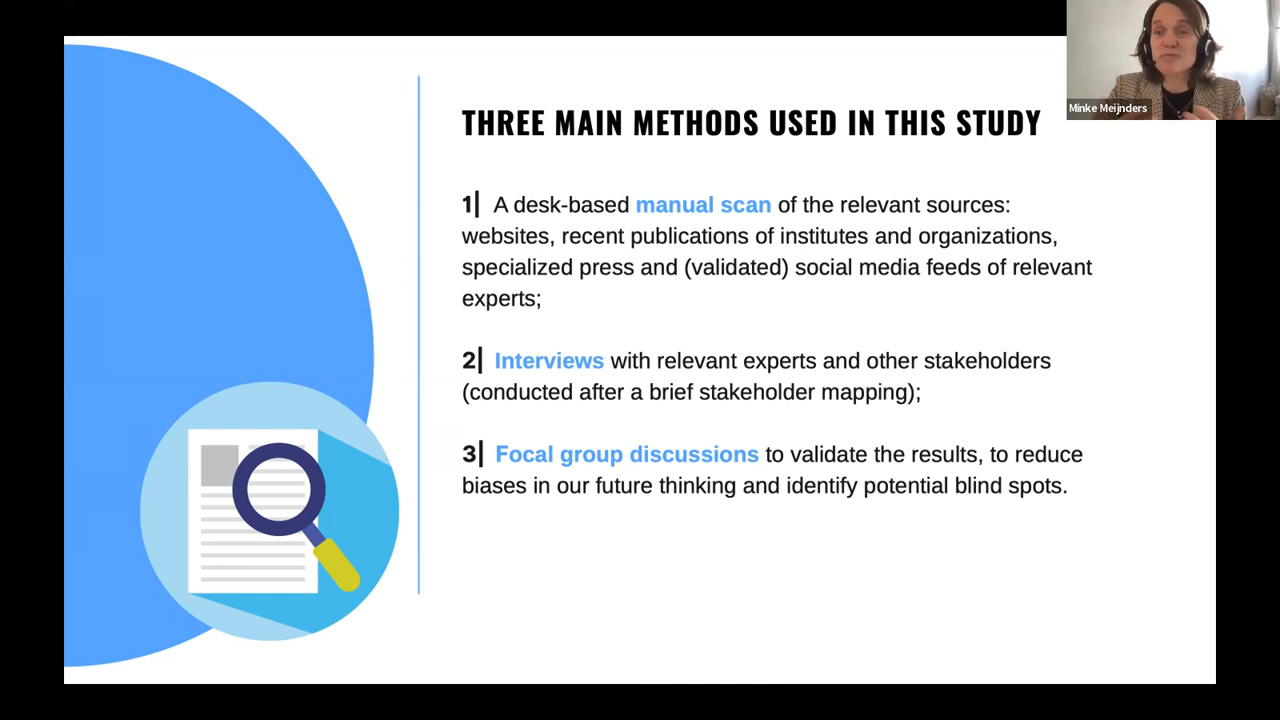 Minke Meijnders
THREE MAIN METHODS USED IN THIS STUDY
1| A desk-based manual scan of the relevant sources:
websites, recent publications of institutes and organizations,
specialized press and (validated) social media feeds of relevant
experts;
2| Interviews with relevant experts and other stakeholders
(conducted after a brief stakeholder mapping);
3| Focal group discussions to validate the results, to reduce
biases in our future thinking and identify potential blind spots.